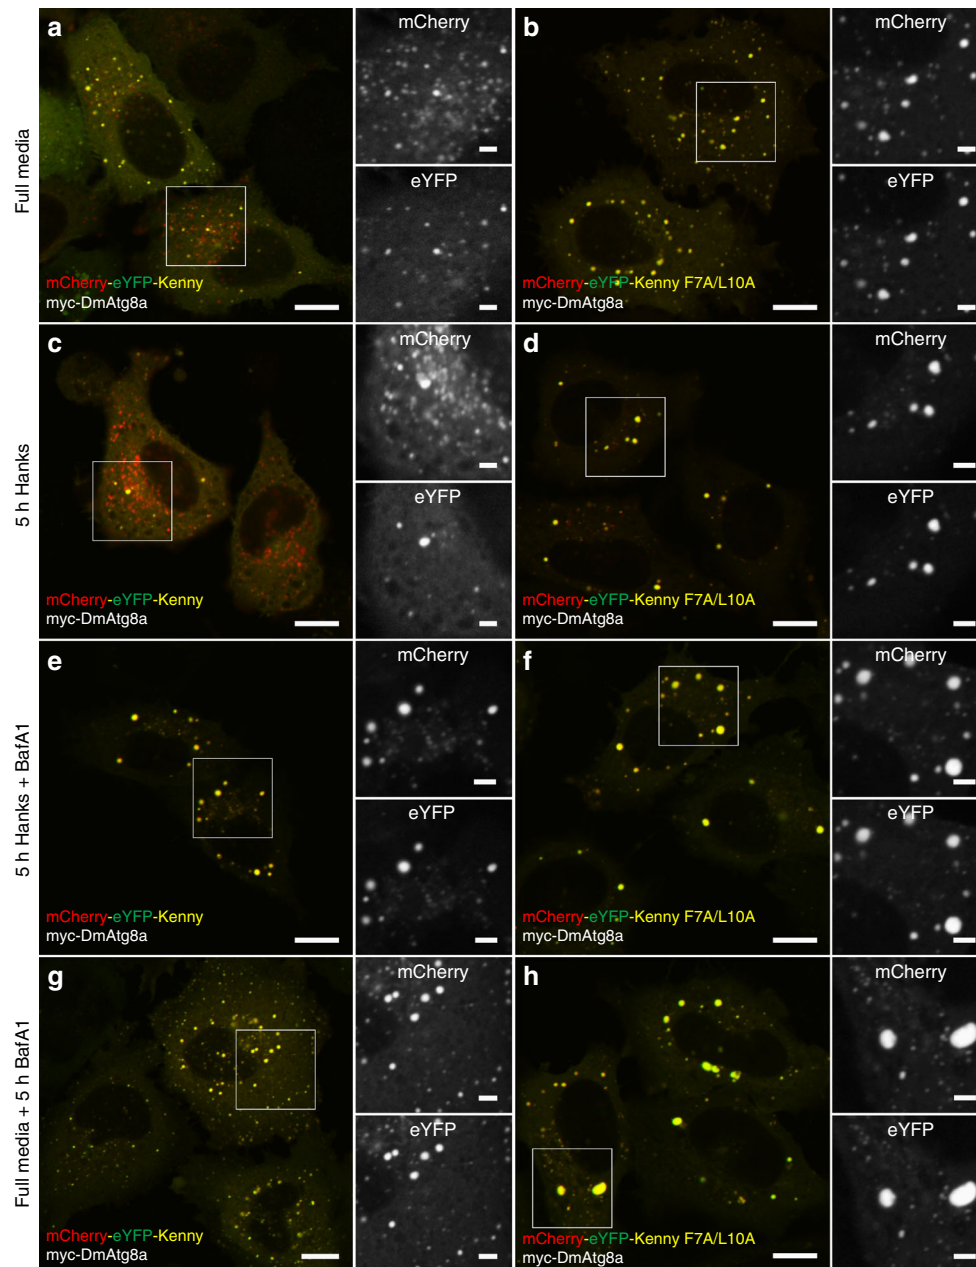 Full media
a
mCherry
eYFP
mCherry-eYFP-Kenny
myc-DmAtg8a
b
mCherry
eYFP
mCherry-eYFP-Kenny F7A/L10A
myc-DmAtg8a
5 h Hanks
c
mCherry
eYFP
mCherry-eYFP-Kenny
myc-DmAtg8a
d
mCherry
eYFP
mCherry-eYFP-Kenny F7A/L10A
myc-DmAtg8a
5 h Hanks + BafA1
e
mCherry
eYFP
mCherry-eYFP-Kenny
myc-DmAtg8a
f
mCherry
eYFP
mCherry-eYFP-Kenny F7A/L10A
myc-DmAtg8a
Full media + 5 h BafA1
g
mCherry
eYFP
mCherry-eYFP-Kenny
myc-DmAtg8a
h
mCherry
eYFP
mCherry-eYFP-Kenny F7A/L10A
myc-DmAtg8a